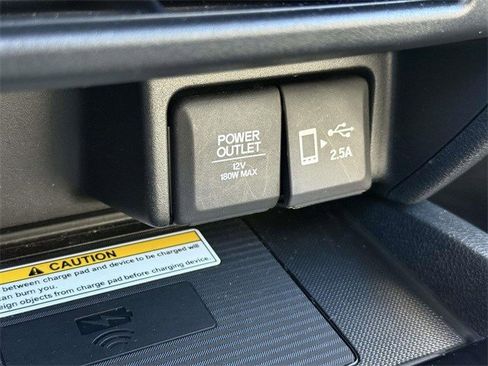 POWER
OUTLET
12V
180W MAX
2.5A
CAUTION
between charge pad and device to be charged will
can burn you.
eign objects from charge pad before charging device